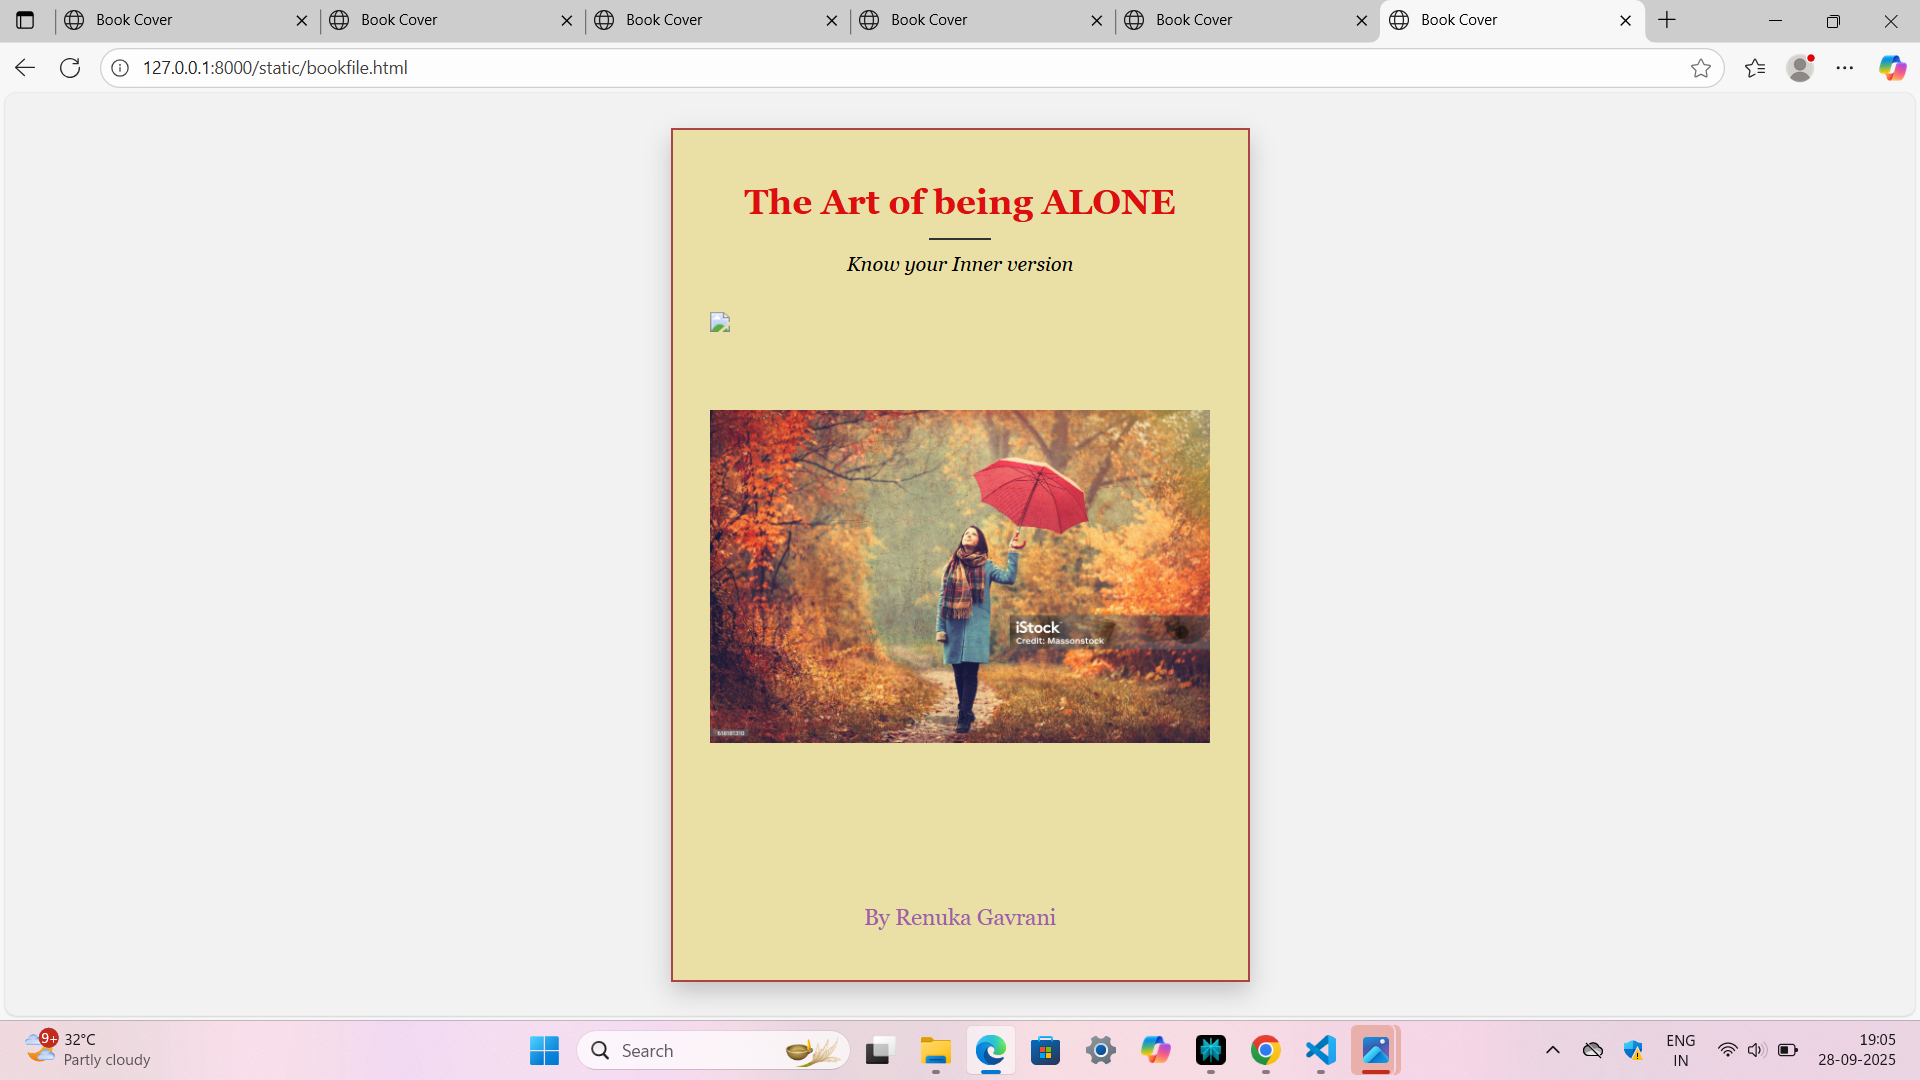 Book Cover
Book Cover
Book Cover
Book Cover
Book Cover
Book Cover
127.0.0.1:8000/static/bookfile.html
The Art of being ALONE
Know your Inner version
iStock
Credit: Massonstock
By Renuka Gavrani
9+
32°C
Partly cloudy
Search
ENG
IN
19:05
28-09-2025